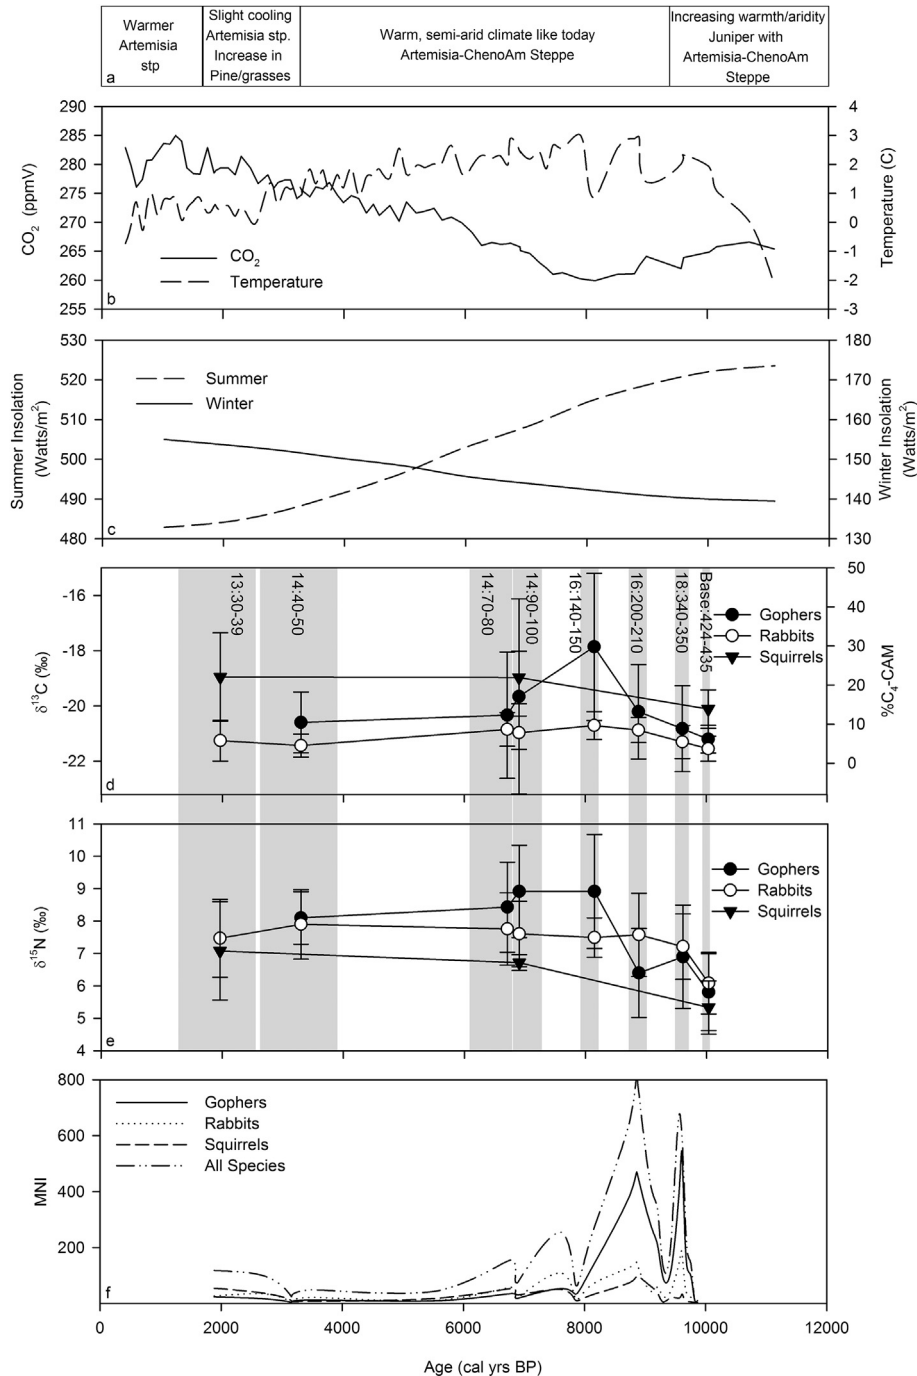 Warmer
Artemisia
stp
a
Slight cooling
Artemisia stp.
Increase in
Pine/grasses
Warm, semi-arid climate like today
Artemisia-ChenoAm Steppe
Increasing warmth/aridity
Juniper with
Artemisia-ChenoAm
Steppe
290
285
280
275
270
265
260
255
CO2 (ppmV)
4
3
2
1
0
-1
-2
-3
Temperature (C)
CO2
Temperature
b
530
520
510
500
490
480
Summer Insolation
(Watts/m2)
180
170
160
150
140
130
Winter Insolation
(Watts/m2)
Summer
Winter
c
-16
-18
-20
-22
δ13C (‰)
50
40
30
20
10
0
%C4-CAM
13:30-39
14:40-50
14:70-80
14:90-100
16:140-150
16:200-210
18:340-350
Base:424-435
Gophers
Rabbits
Squirrels
d
11
10
9
8
7
6
5
4
δ15N (‰)
Gophers
Rabbits
Squirrels
e
800
600
400
200
MNI
Gophers
Rabbits
Squirrels
All Species
f
0
2000
4000
6000
8000
10000
12000
Age (cal yrs BP)